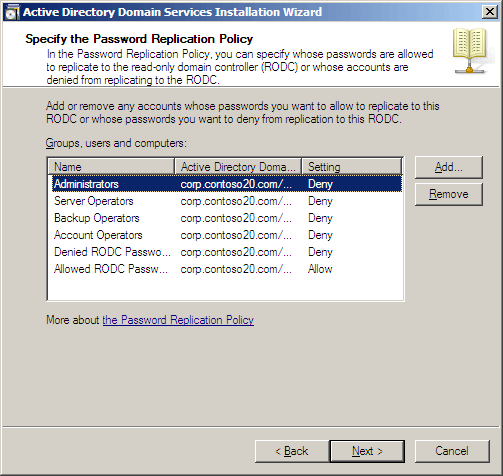 Active Directory Domain Services Installation Wizard
Specify the Password Replication Policy
In the Password Replication Policy, you can specify whose passwords are allowed
to replicate to the read-only domain controller (RODC) or whose accounts are
denied from replicating to the RODC.
Add or remove any accounts whose passwords you want to allow to replicate to this
RODC or whose passwords you want to deny from replication to this RODC.
Groups, users and computers:
Name Active Directory Doma... Setting
Administrators corp.contoso20.com/... Deny
Server Operators corp.contoso20.com/... Deny
Backup Operators corp.contoso20.com/... Deny
Account Operators corp.contoso20.com/... Deny
Denied RODC Passwo... corp.contoso20.com/... Deny
Allowed RODC Passw... corp.contoso20.com/... Allow
Add...
Remove
More about the Password Replication Policy
< Back Next > Cancel